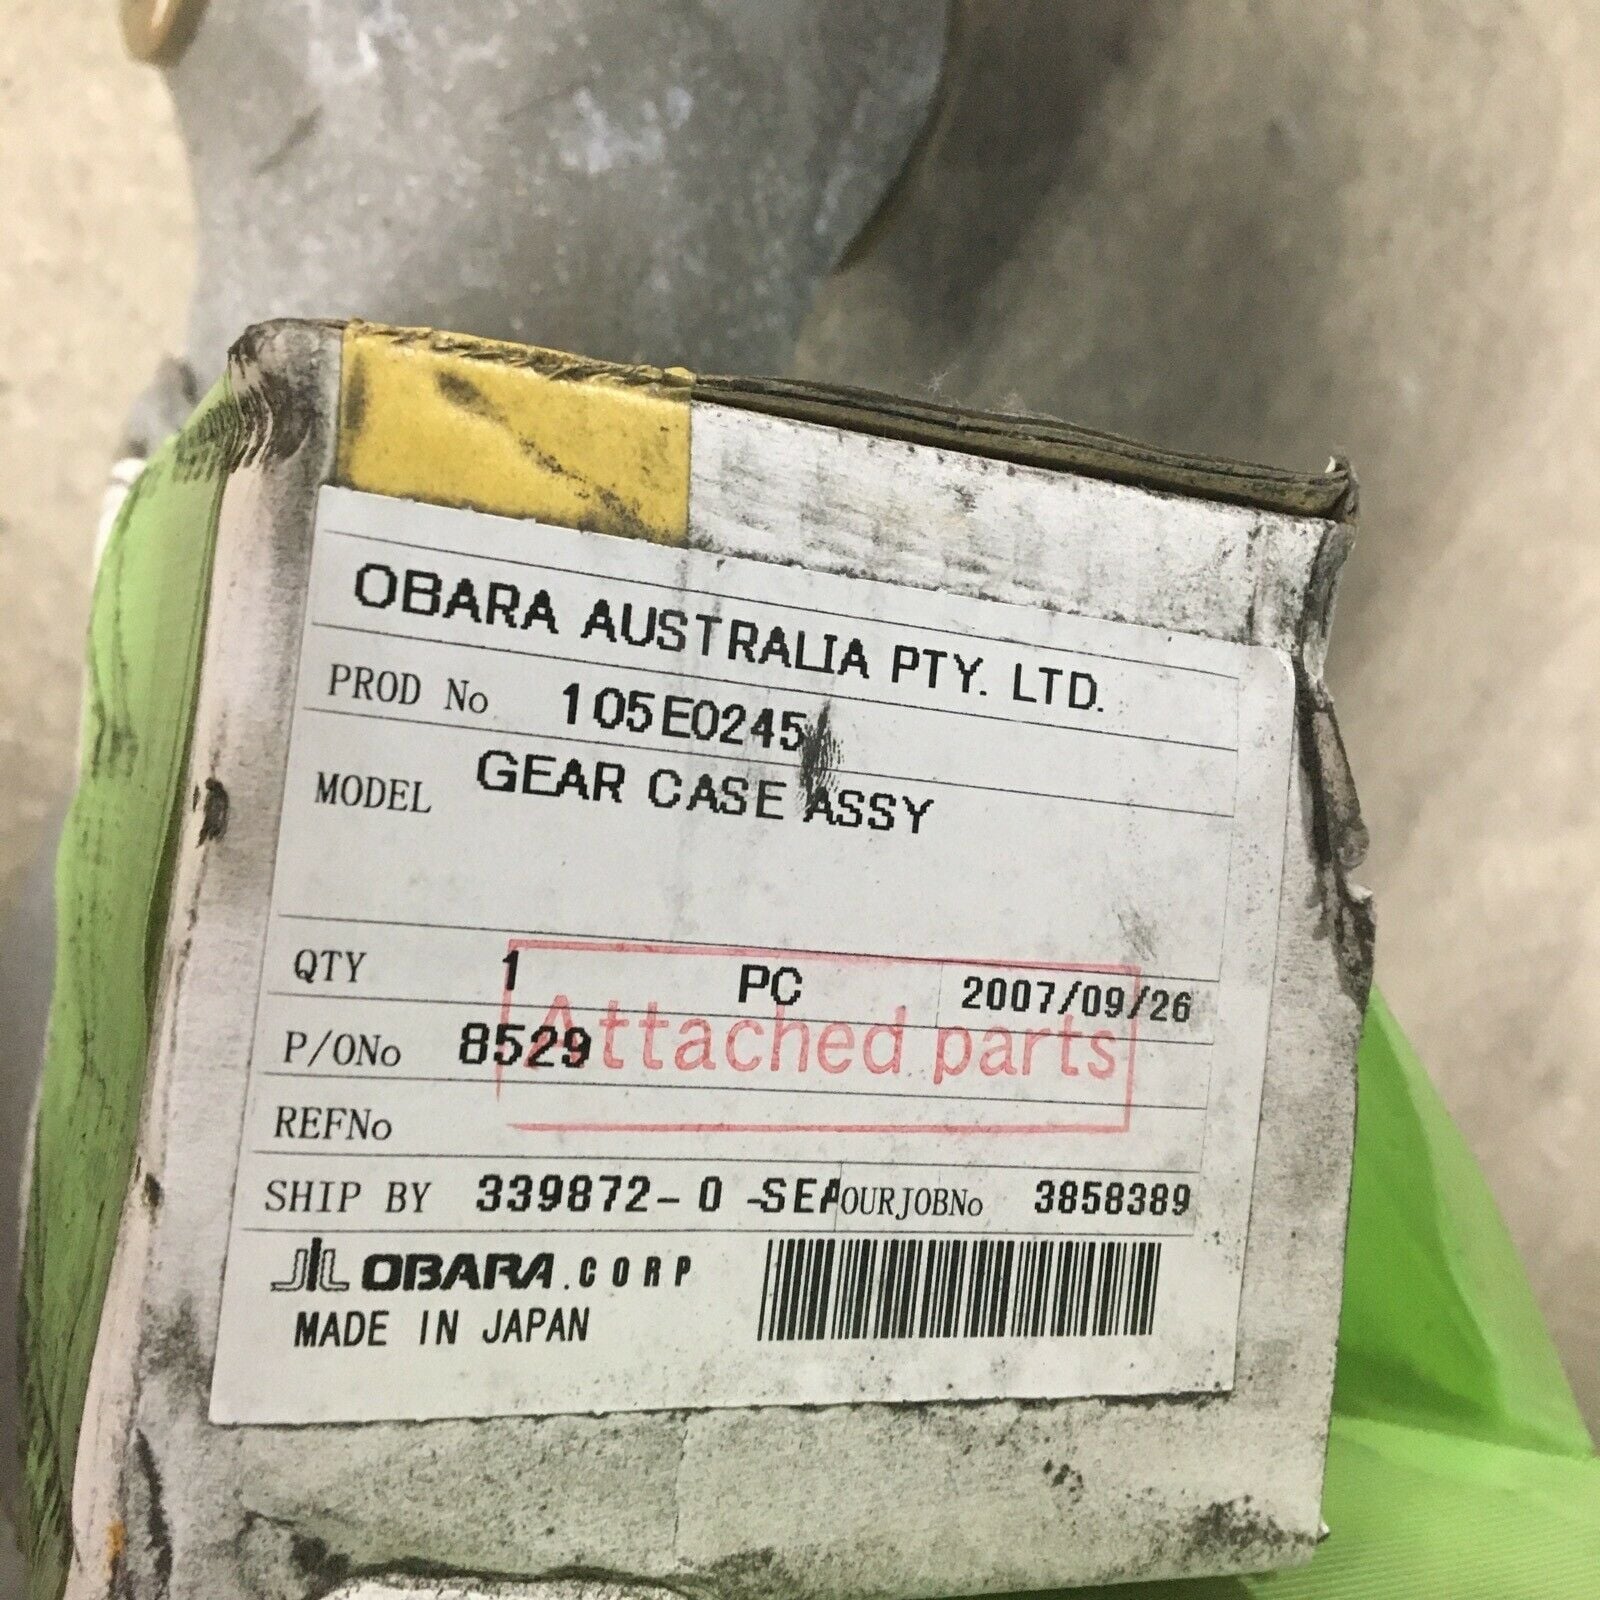 OBARA AUSTRALIA PTY. LTD.
PROD No 105E0245
MODEL GEAR CASE ASSY
QTY 1 PC 2007/09/26
Attached parts
P/ONo 8529
REFNo
SHIP BY 339872-0 -SEA OURJOBNo 3858389
OBARA.CORP
MADE IN JAPAN